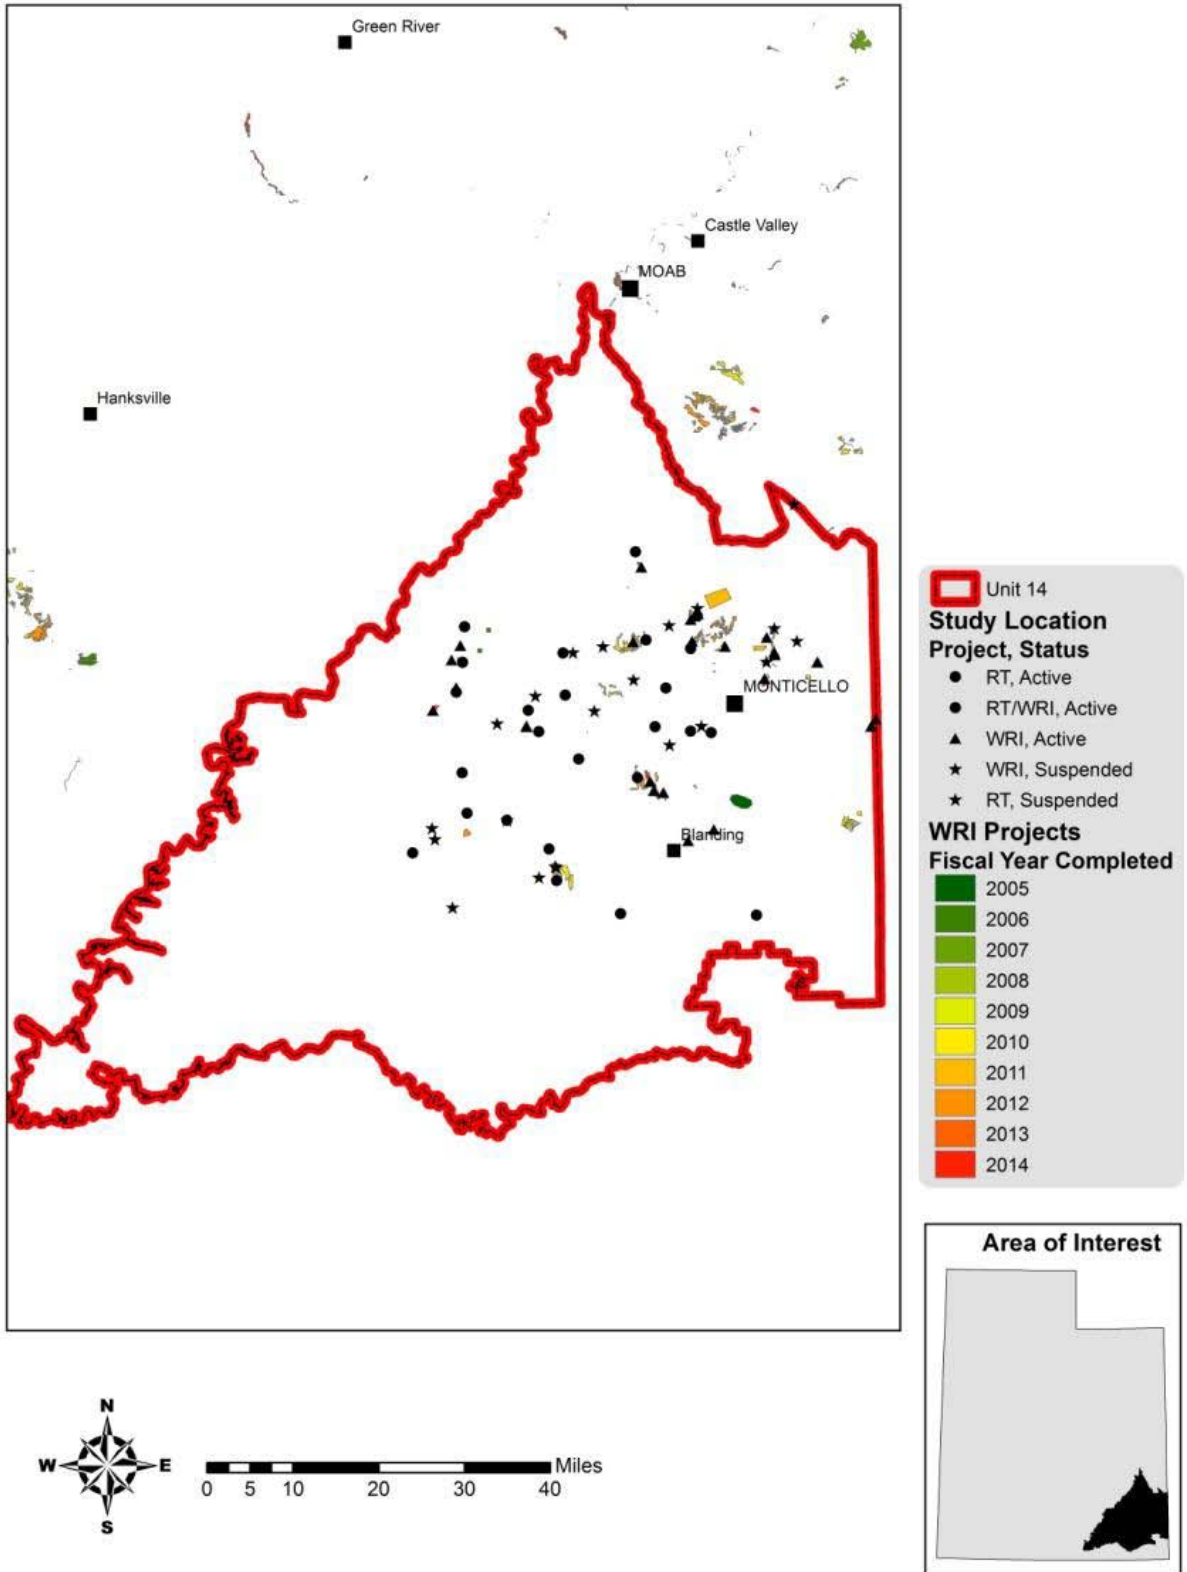 Green River
Castle Valley
MOAB
Hanksville
MONTICELLO
Blanding
Unit 14
Study Location
Project, Status
RT, Active
RT/WRI, Active
WRI, Active
WRI, Suspended
RT, Suspended
WRI Projects
Fiscal Year Completed
2005
2006
2007
2008
2009
2010
2011
2012
2013
2014
Area of Interest
N
W E
S
Miles
0 5 10 20 30 40